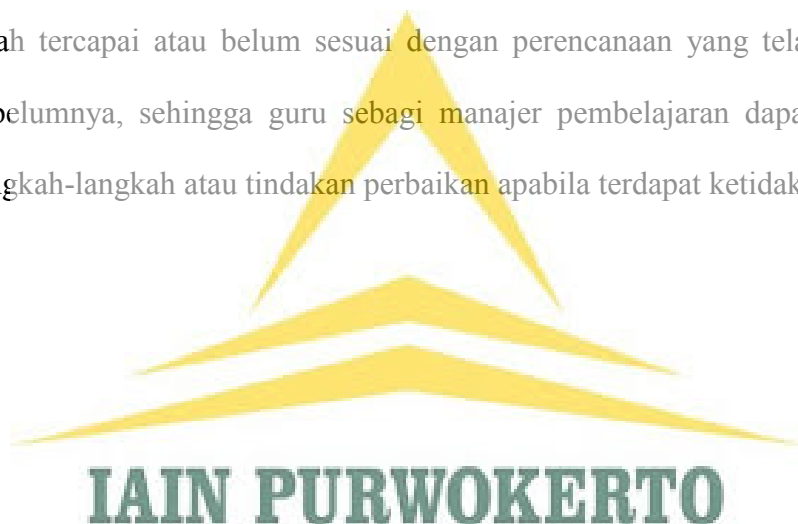 ah tercapai atau belum sesuai dengan perencanaan yang tela
belumnya, sehingga guru sebagi manajer pembelajaran dapa
gkah-langkah atau tindakan perbaikan apabila terdapat ketidak
IAIN PURWOKERTO